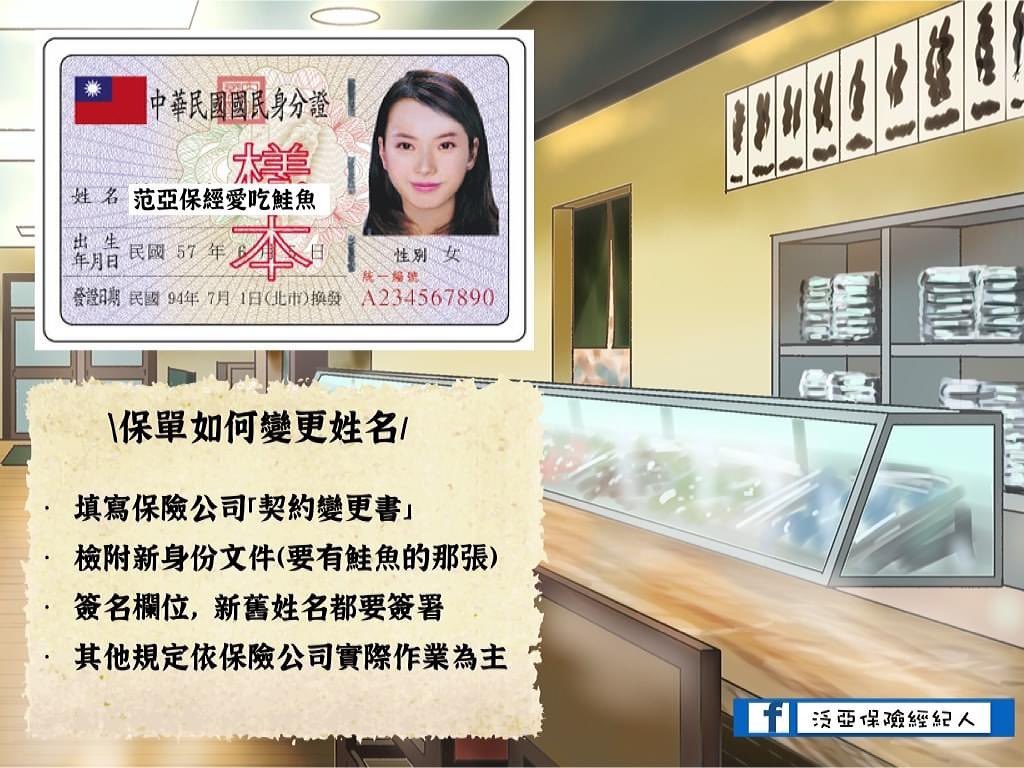 中華民國國民身分證
樣本
姓名 范亞保經愛吃鮭魚
出生年月日 民國 57 年 6 月 日
性別 女
統一編號
發證日期 民國 94年 7月 1日(北市)換發 A234567890
\保單如何變更姓名/
· 填寫保險公司「契約變更書」
· 檢附新身份文件(要有鮭魚的那張)
· 簽名欄位, 新舊姓名都要簽署
· 其他規定依保險公司實際作業為主
f 泛亞保險經紀人